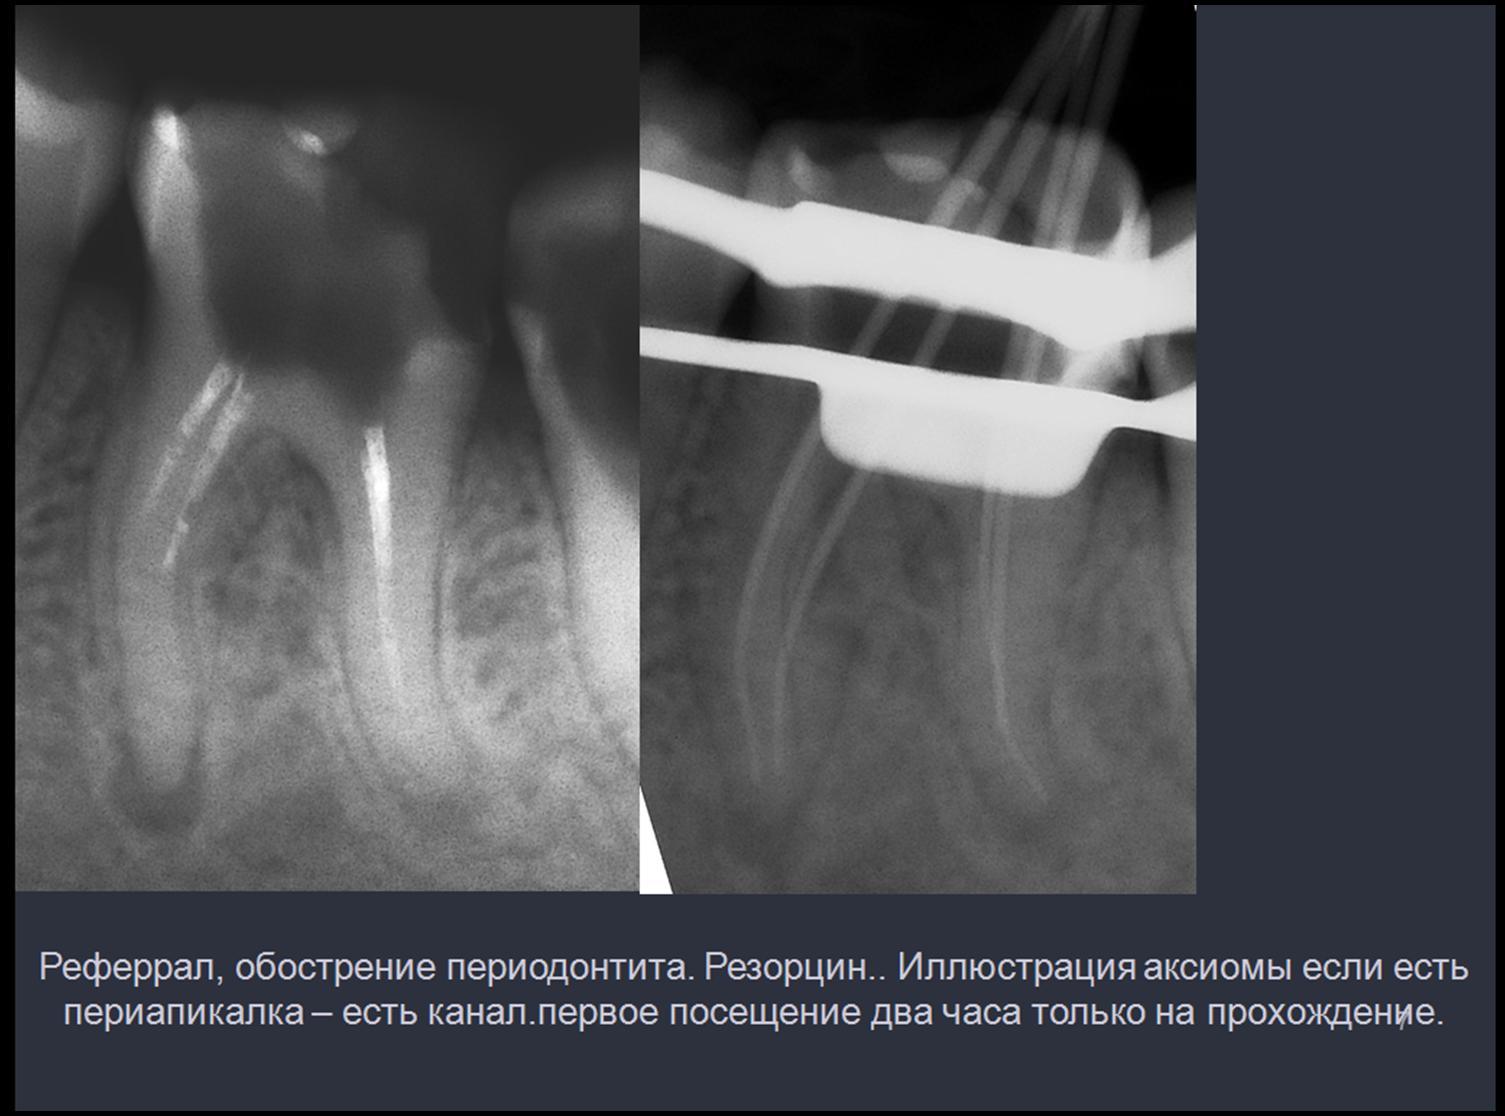 Реферрал, обострение периодонтита. Резорцин.. Иллюстрация аксиомы если есть
периапикалка – есть канал.первое посещение два часа только на прохождение.